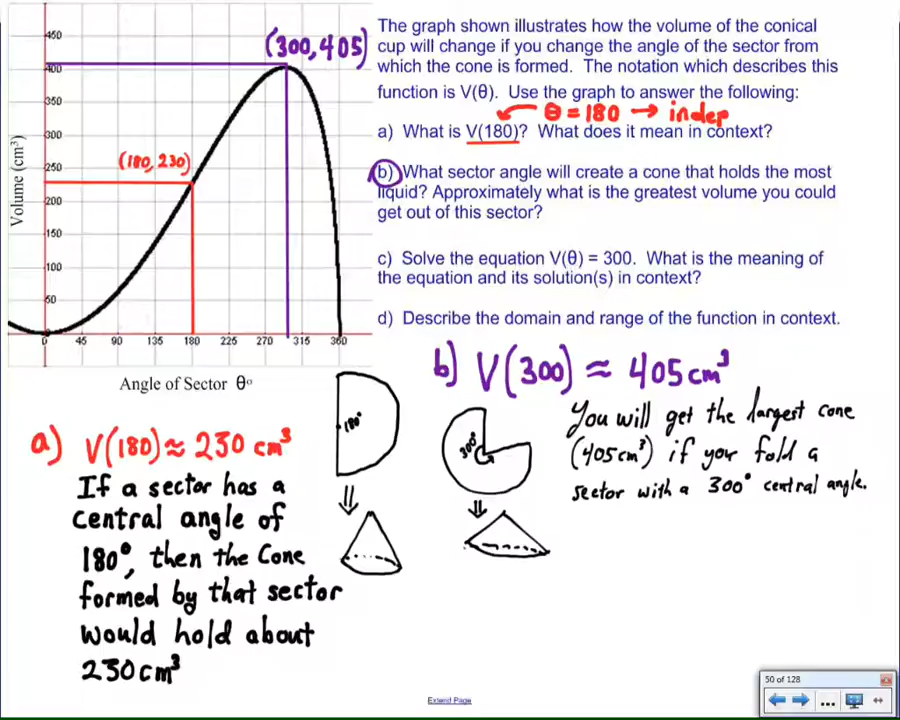 450
400
350
300
250
200
150
100
50
0
45
90
135
180
225
270
315
360
Volume (cm³)
Angle of Sector θ°
(300,405)
(180,230)
The graph shown illustrates how the volume of the conical
cup will change if you change the angle of the sector from
which the cone is formed. The notation which describes this
function is V(θ). Use the graph to answer the following:
θ = 180 → indep
a) What is V(180)? What does it mean in context?
b) What sector angle will create a cone that holds the most
liquid? Approximately what is the greatest volume you could
get out of this sector?
c) Solve the equation V(θ) = 300. What is the meaning of
the equation and its solution(s) in context?
d) Describe the domain and range of the function in context.
a) V(180) ≈ 230 cm³
If a sector has a
central angle of
180°, then the Cone
formed by that sector
would hold about
230 cm³
180°
⇓
b) V(300) ≈ 405 cm³
300°
⇓
You will get the largest cone
(405cm³) if your fold a
sector with a 300° central angle.
Extend Page
50 of 128
...